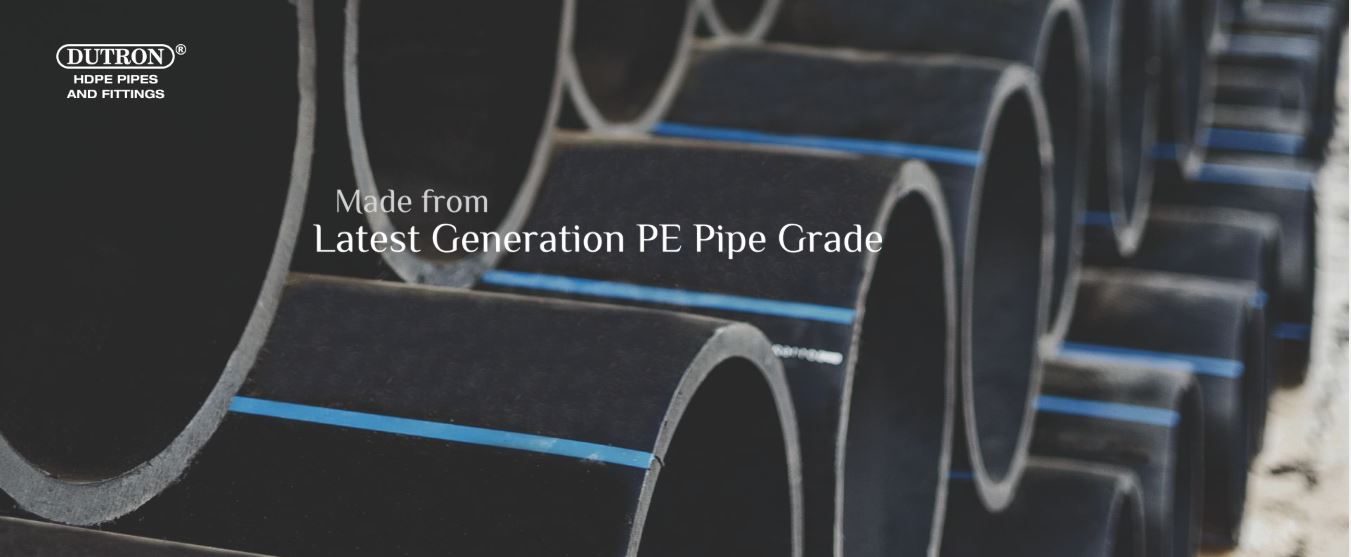 DUTRON®
HDPE PIPES
AND FITTINGS
Made from
Latest Generation PE Pipe Grade